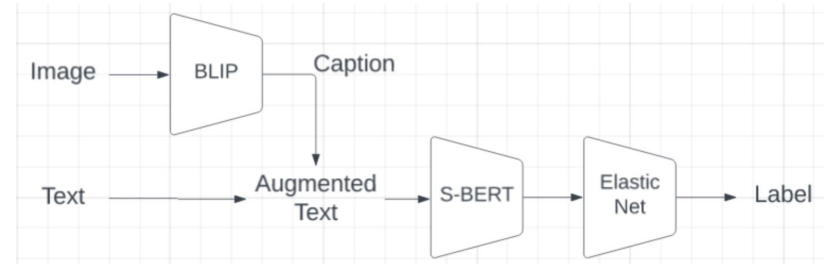 Image
BLIP
Caption
Text
Augmented
Text
S-BERT
Elastic
Net
Label